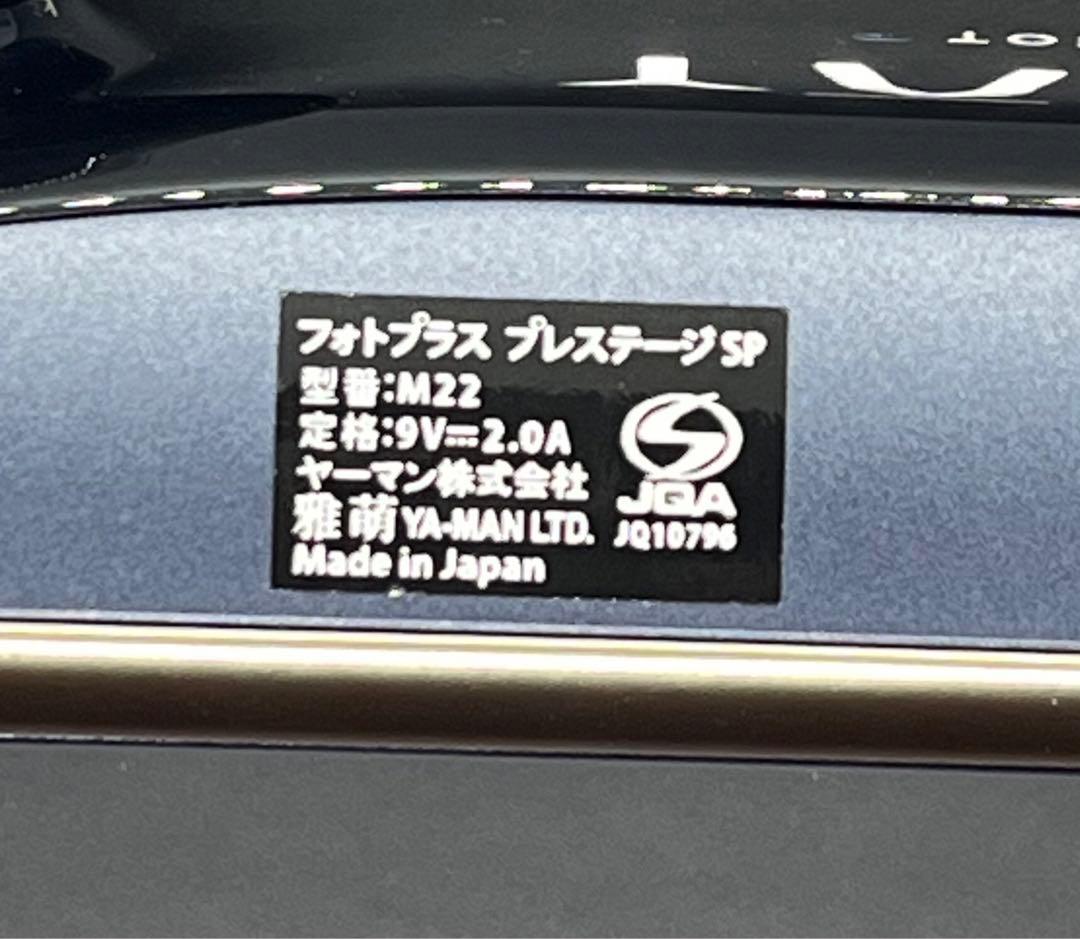 フォトプラス プレステージSP
型番:M22
定格:9V⎓2.0A
ヤーマン株式会社
雅萌 YA-MAN LTD.
Made in Japan
JQA
JQ10796